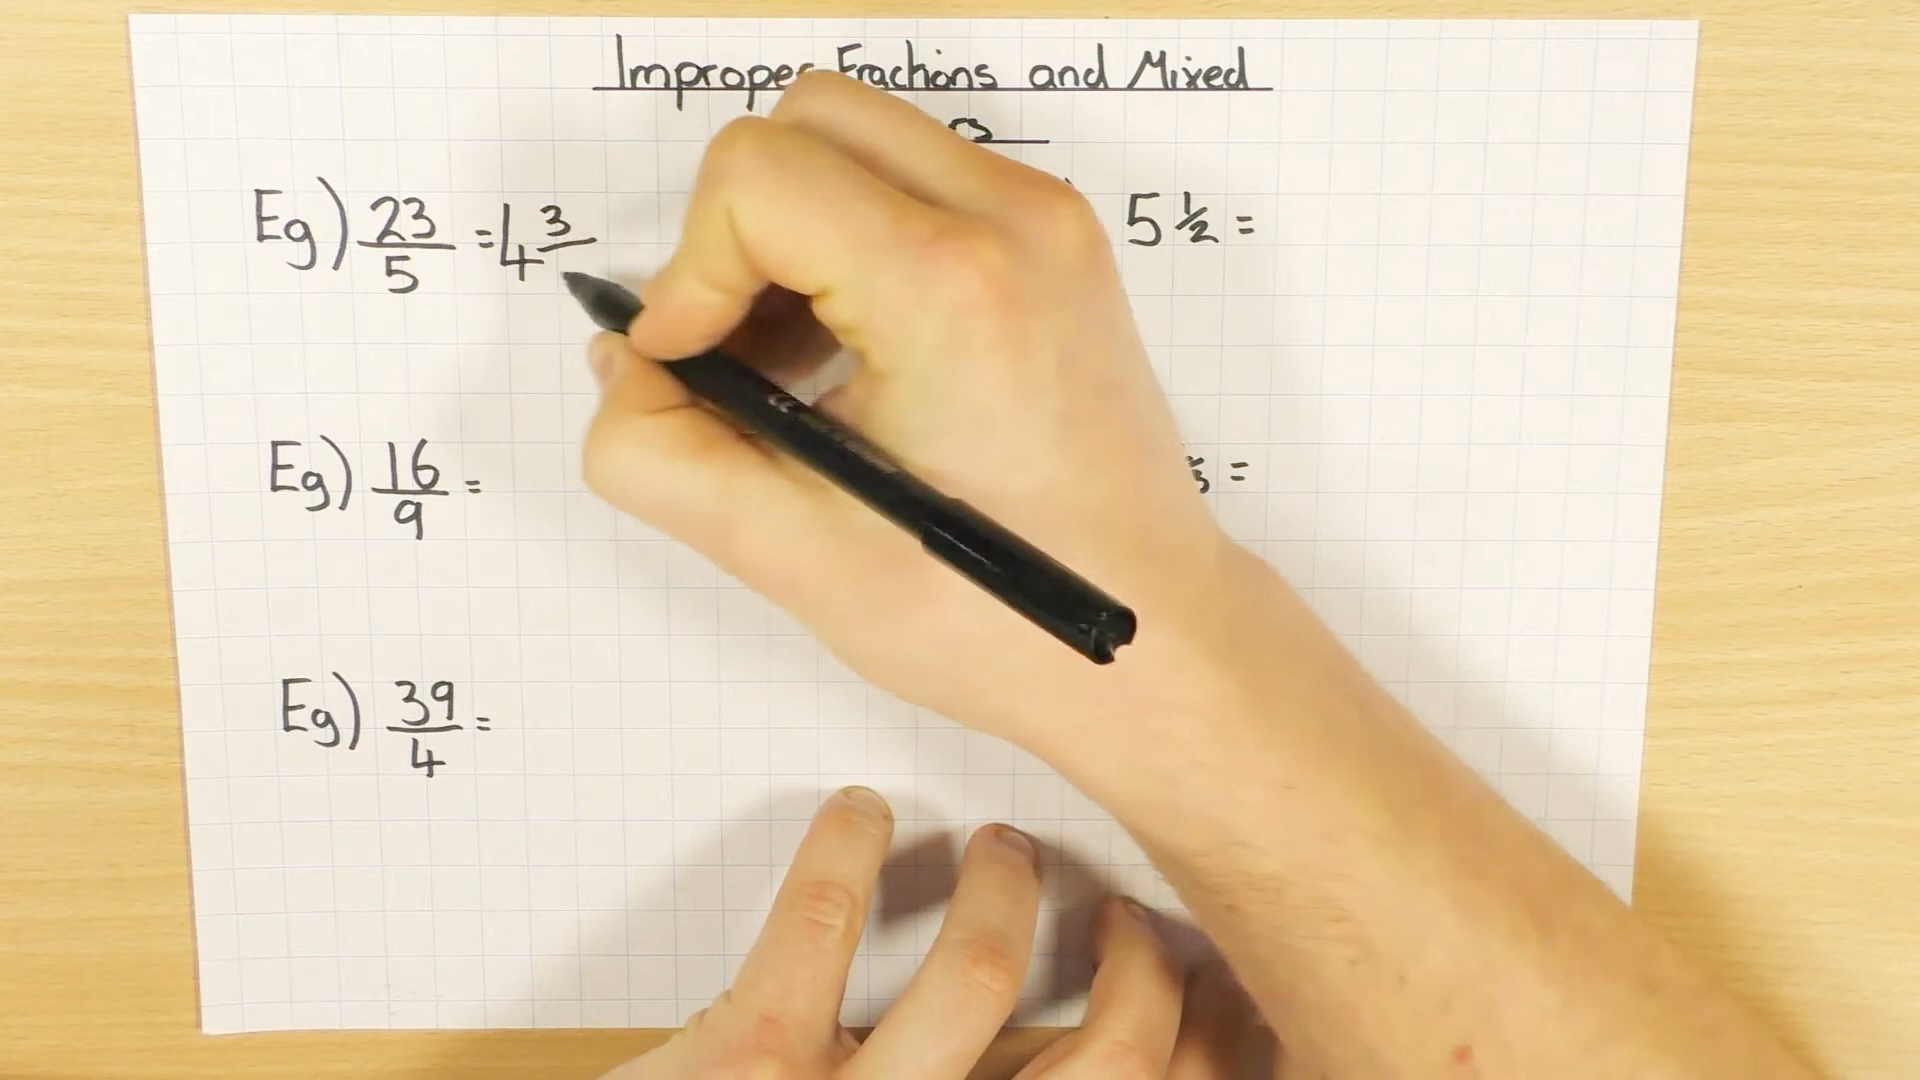 Improper Fractions and Mixed
Eg) 23/5 = 4 3/
5 ½ =
Eg) 16/9 =
=
Eg) 39/4 =